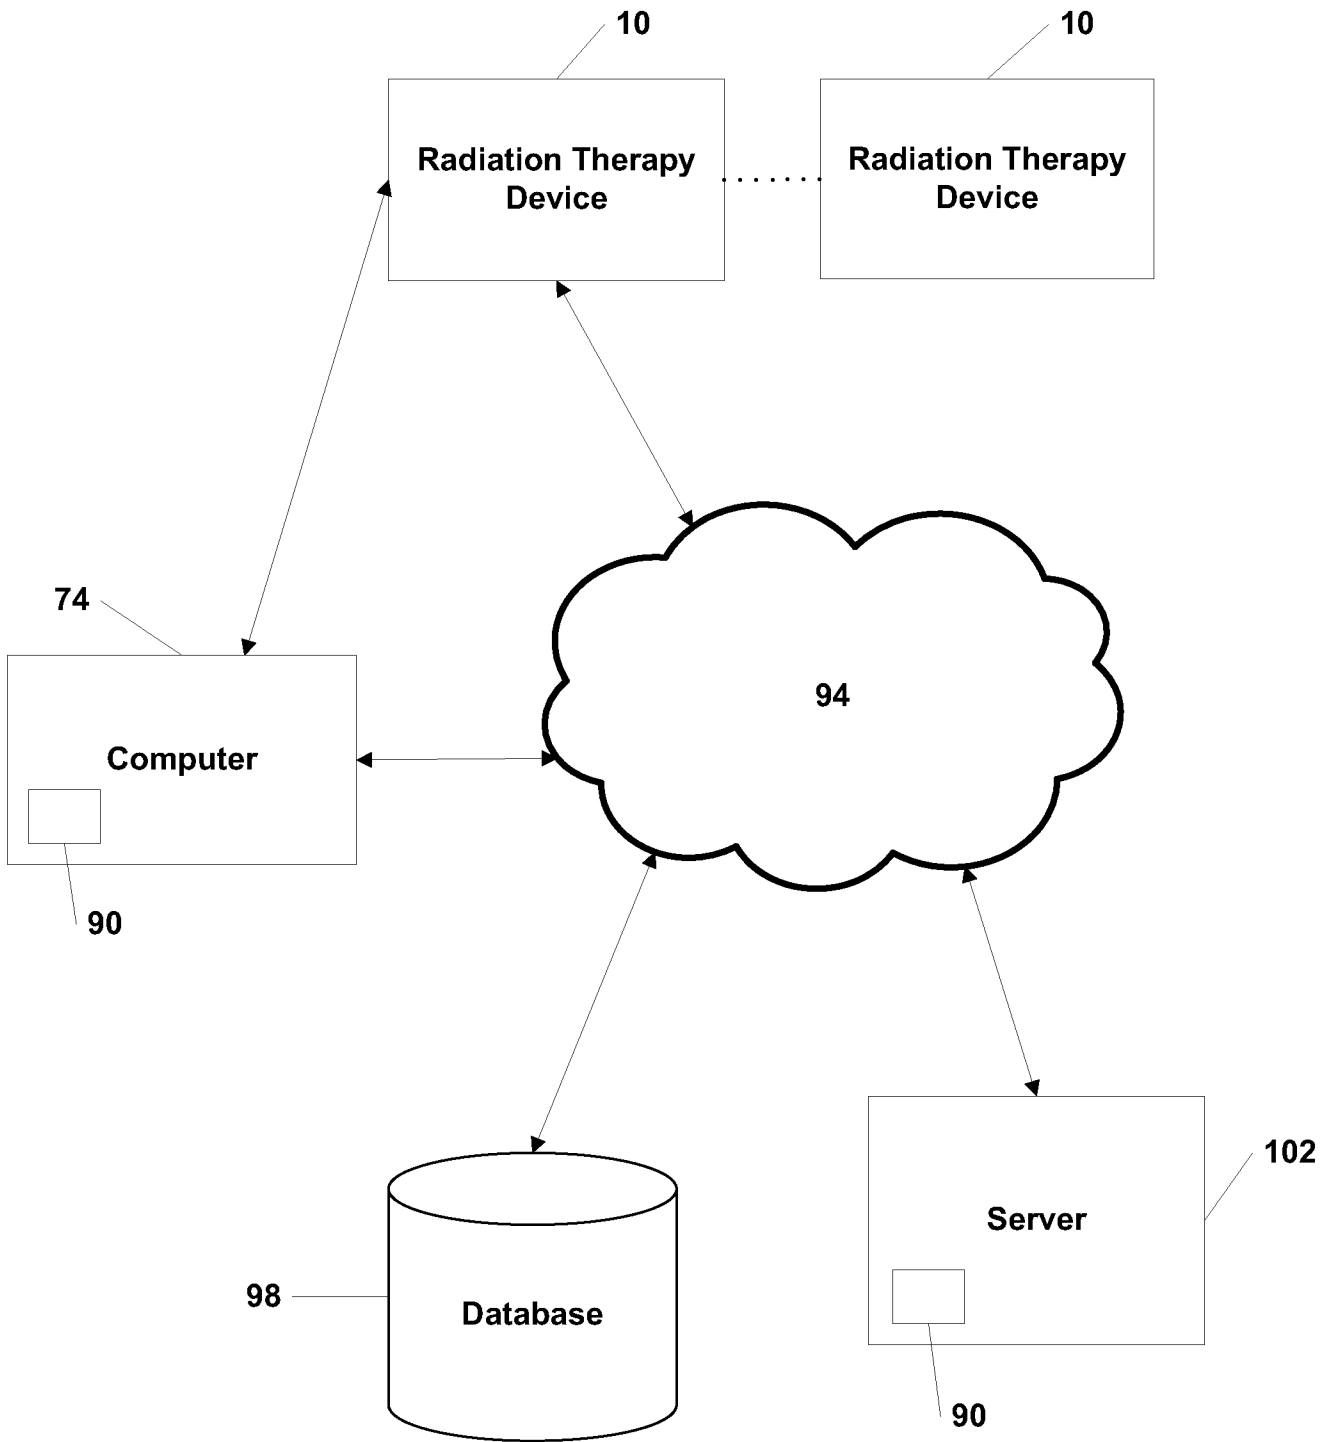 10
10
Radiation Therapy
Device
Radiation Therapy
Device
74
Computer
94
90
102
Server
98
Database
90